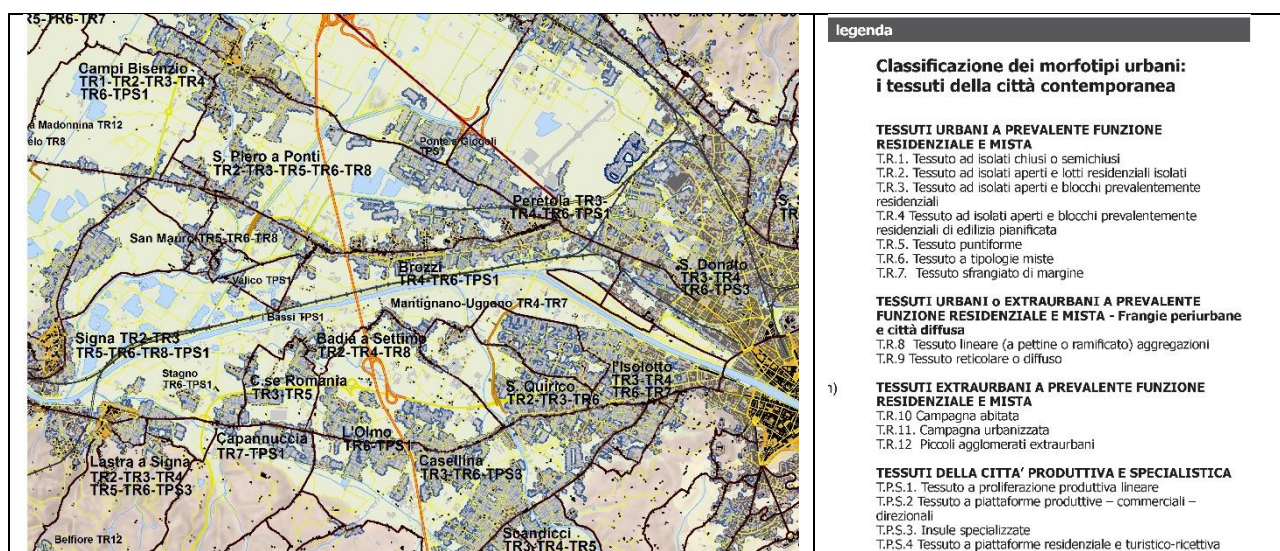 R5-TR6-TR7
Campi Bisenzio
TR1-TR2-TR3-TR4
TR6-TPS1
a Madonnina TR12
elo TR8
Ponte a Giogoli
TPS1
S. Piero a Ponti
TR2-TR3-TR5-TR6-TR8
Peretola TR3-
TR4-TR6-TPS1
S. S
TR
San Mauro TR5-TR6-TR8
Valico TPS1
Brozzi
TR4-TR6-TPS1
S. Donato
TR3-TR4
TR6-TPS3
Mantignano-Ugnano TR4-TR7
Bassi TPS1
Signa TR2-TR3
TR5-TR6-TR8-TPS1
Badia a Settimo
TR2-TR4-TR8
Stagno
TR6-TPS1
C.se Romania
TR3-TR5
S. Quirico
TR2-TR3-TR6
l'Isolotto
TR3-TR4
TR6-TR7
Capannuccia
TR7-TPS1
L'Olmo
TR6-TPS1
Lastra a Signa
TR2-TR3-TR4
TR5-TR6-TPS3
Casellina
TR3-TR6-TPS3
Belfiore TR12
Scandicci
TR3-TR4-TR5
legenda
Classificazione dei morfotipi urbani:
i tessuti della città contemporanea
TESSUTI URBANI A PREVALENTE FUNZIONE
RESIDENZIALE E MISTA
T.R.1. Tessuto ad isolati chiusi o semichiusi
T.R.2. Tessuto ad isolati aperti e lotti residenziali isolati
T.R.3. Tessuto ad isolati aperti e blocchi prevalentemente
residenziali
T.R.4 Tessuto ad isolati aperti e blocchi prevalentemente
residenziali di edilizia pianificata
T.R.5. Tessuto puntiforme
T.R.6. Tessuto a tipologie miste
T.R.7. Tessuto sfrangiato di margine
TESSUTI URBANI o EXTRAURBANI A PREVALENTE
FUNZIONE RESIDENZIALE E MISTA - Frangie periurbane
e città diffusa
T.R.8 Tessuto lineare (a pettine o ramificato) aggregazioni
T.R.9 Tessuto reticolare o diffuso
1)
TESSUTI EXTRAURBANI A PREVALENTE FUNZIONE
RESIDENZIALE E MISTA
T.R.10 Campagna abitata
T.R.11. Campagna urbanizzata
T.R.12 Piccoli agglomerati extraurbani
TESSUTI DELLA CITTA' PRODUTTIVA E SPECIALISTICA
T.P.S.1. Tessuto a proliferazione produttiva lineare
T.P.S.2 Tessuto a piattaforme produttive – commerciali –
direzionali
T.P.S.3. Insule specializzate
T.P.S.4 Tessuto a piattaforme residenziale e turistico-ricettiva